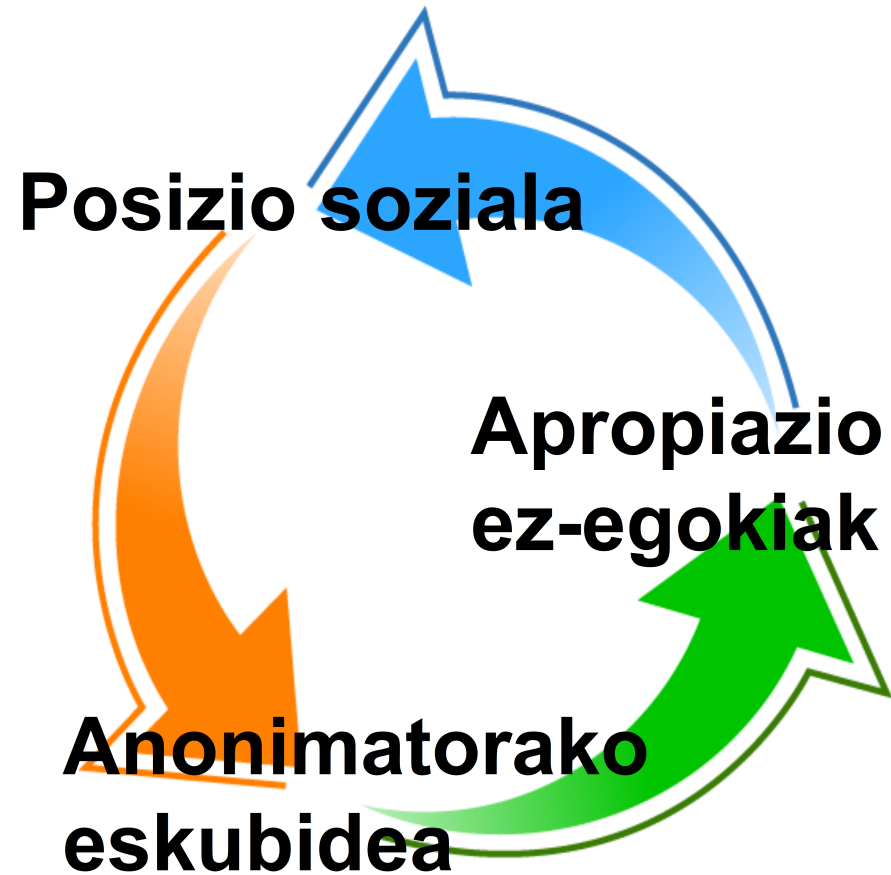 Posizio soziala
Apropiazio
ez-egokiak
Anonimatorako
eskubidea